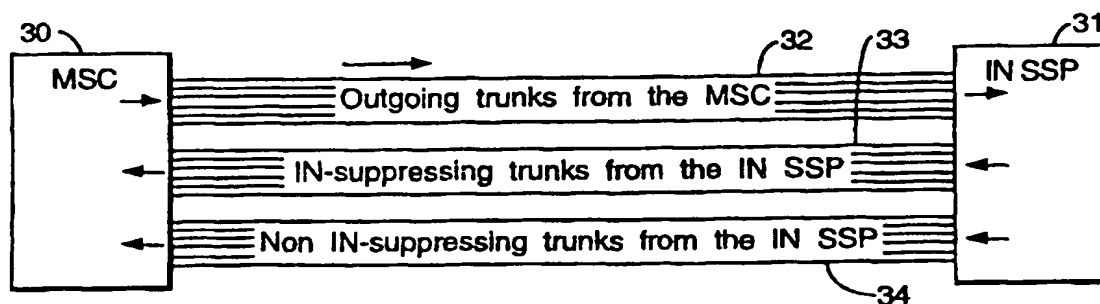 30
31
32
33
MSC
IN SSP
Outgoing trunks from the MSC
IN-suppressing trunks from the IN SSP
Non IN-suppressing trunks from the IN SSP
34